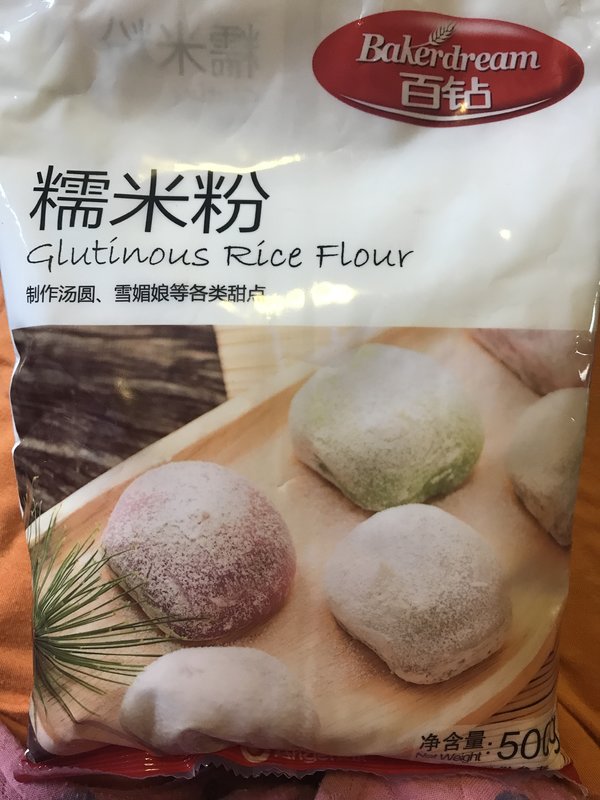 Bakerdream
百钻
糯米粉
Glutinous Rice Flour
制作汤圆、雪媚娘等各类甜点
净含量: 500
Net Weight